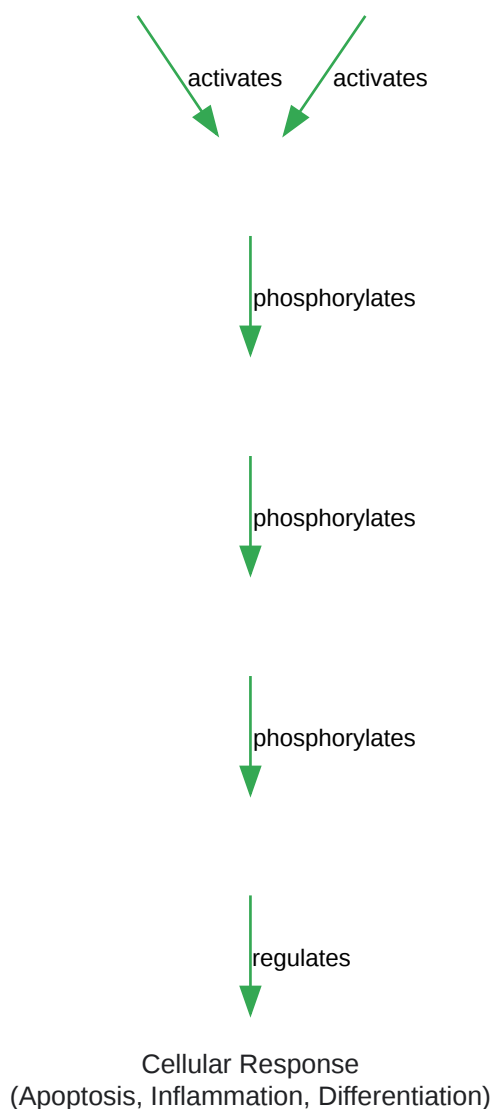 activates activates
phosphorylates
phosphorylates
phosphorylates
regulates
Cellular Response
(Apoptosis, Inflammation, Differentiation)